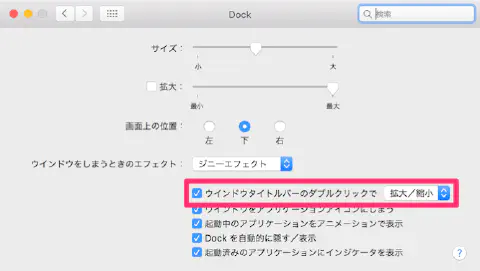 Dock
検索
サイズ：
小 大
拡大：
最小 最大
画面上の位置：
左 下 右
ウインドウをしまうときのエフェクト： ジニーエフェクト
ウインドウタイトルバーのダブルクリックで 拡大／縮小
ウインドウをアプリケーションアイコンにしまう
起動中のアプリケーションをアニメーションで表示
Dock を自動的に隠す／表示
起動済みのアプリケーションにインジケータを表示